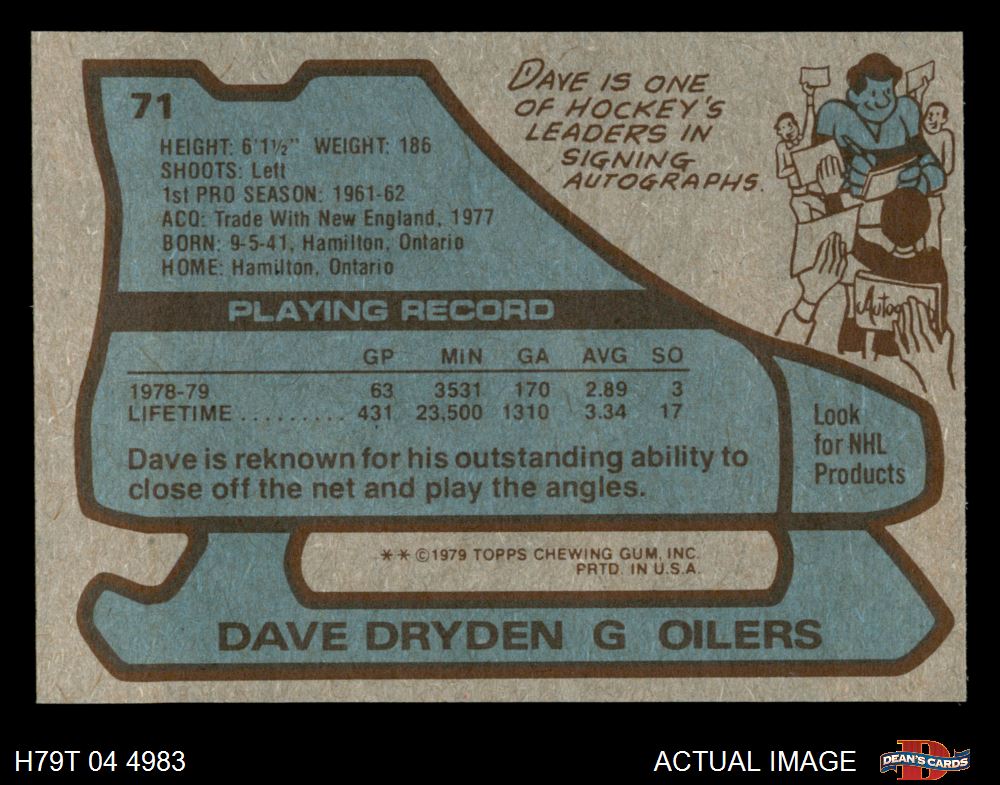 71
HEIGHT: 6'1½" WEIGHT: 186
SHOOTS: Left
1st PRO SEASON: 1961-62
ACQ: Trade With New England, 1977
BORN: 9-5-41, Hamilton, Ontario
HOME: Hamilton, Ontario
DAVE IS ONE
OF HOCKEY'S
LEADERS IN
SIGNING
AUTOGRAPHS.
Autog
PLAYING RECORD
GP MIN GA AVG SO
1978-79 63 3531 170 2.89 3
LIFETIME .......... 431 23,500 1310 3.34 17
Dave is reknown for his outstanding ability to
close off the net and play the angles.
Look
for NHL
Products
** ©1979 TOPPS CHEWING GUM, INC.
PRTD. IN U.S.A.
DAVE DRYDEN G OILERS
H79T 04 4983
ACTUAL IMAGE
D
DEAN'S CARDS